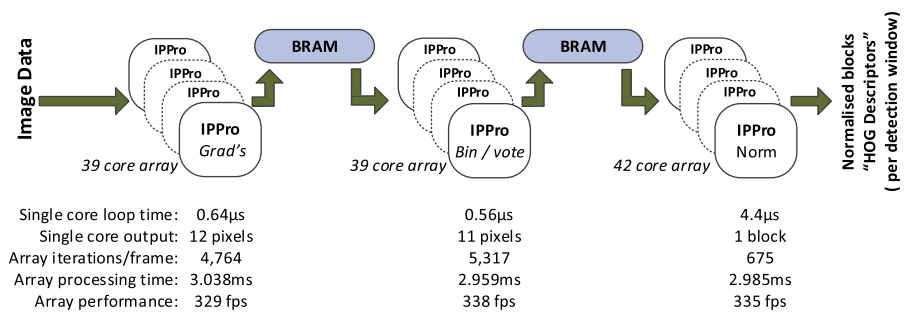 Image Data
IPPro
IPPro
IPPro
IPPro
Grad's
39 core array
BRAM
IPPro
IPPro
IPPro
IPPro
Bin / vote
39 core array
BRAM
IPPro
IPPro
IPPro
IPPro
Norm
42 core array
Normalised blocks
“HOG Descriptors”
( per detection window)
Single core loop time: 0.64µs 0.56µs 4.4µs
Single core output: 12 pixels 11 pixels 1 block
Array iterations/frame: 4,764 5,317 675
Array processing time: 3.038ms 2.959ms 2.985ms
Array performance: 329 fps 338 fps 335 fps